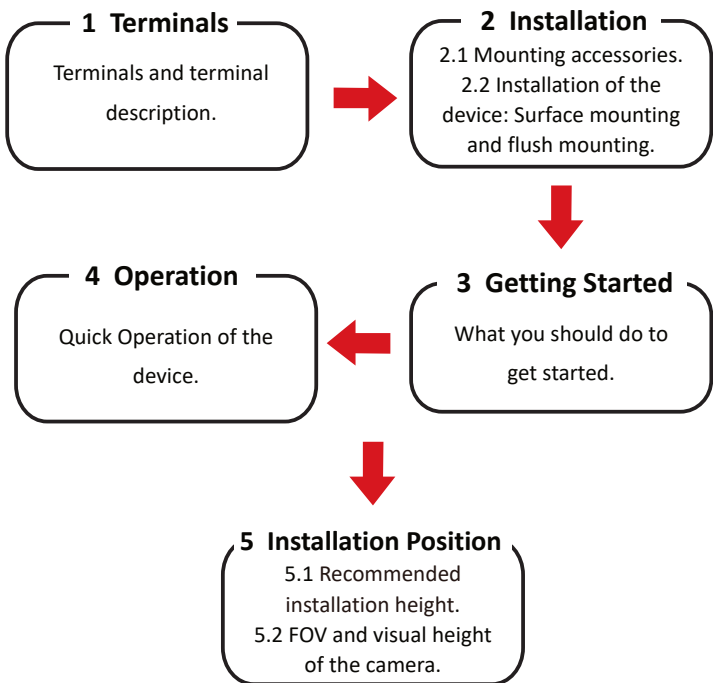 1 Terminals
Terminals and terminal
description.
2 Installation
2.1 Mounting accessories.
2.2 Installation of the
device: Surface mounting
and flush mounting.
3 Getting Started
What you should do to
get started.
4 Operation
Quick Operation of the
device.
5 Installation Position
5.1 Recommended
installation height.
5.2 FOV and visual height
of the camera.